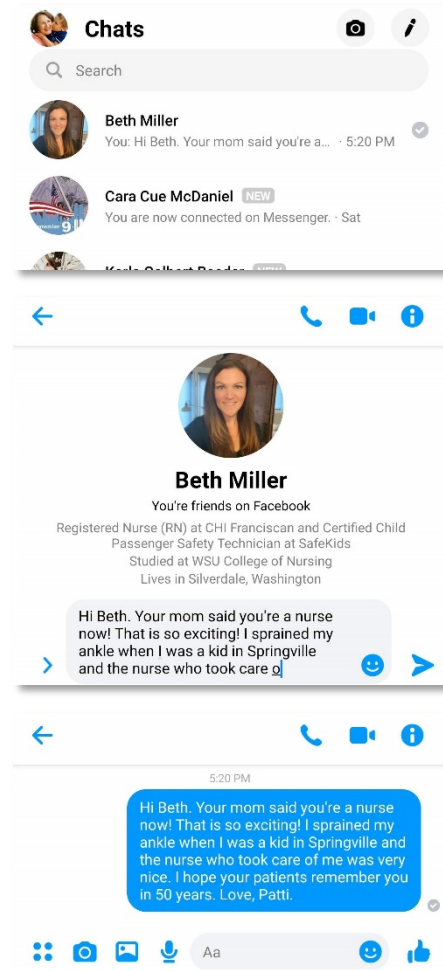 Chats
Search
Beth Miller
You: Hi Beth. Your mom said you're a... · 5:20 PM
Cara Cue McDaniel NEW
You are now connected on Messenger. · Sat
Beth Miller
You're friends on Facebook
Registered Nurse (RN) at CHI Franciscan and Certified Child
Passenger Safety Technician at SafeKids
Studied at WSU College of Nursing
Lives in Silverdale, Washington
Hi Beth. Your mom said you're a nurse
now! That is so exciting! I sprained my
ankle when I was a kid in Springville
and the nurse who took care o
5:20 PM
Hi Beth. Your mom said you're a nurse
now! That is so exciting! I sprained my
ankle when I was a kid in Springville and
the nurse who took care of me was very
nice. I hope your patients remember you
in 50 years. Love, Patti.
Aa